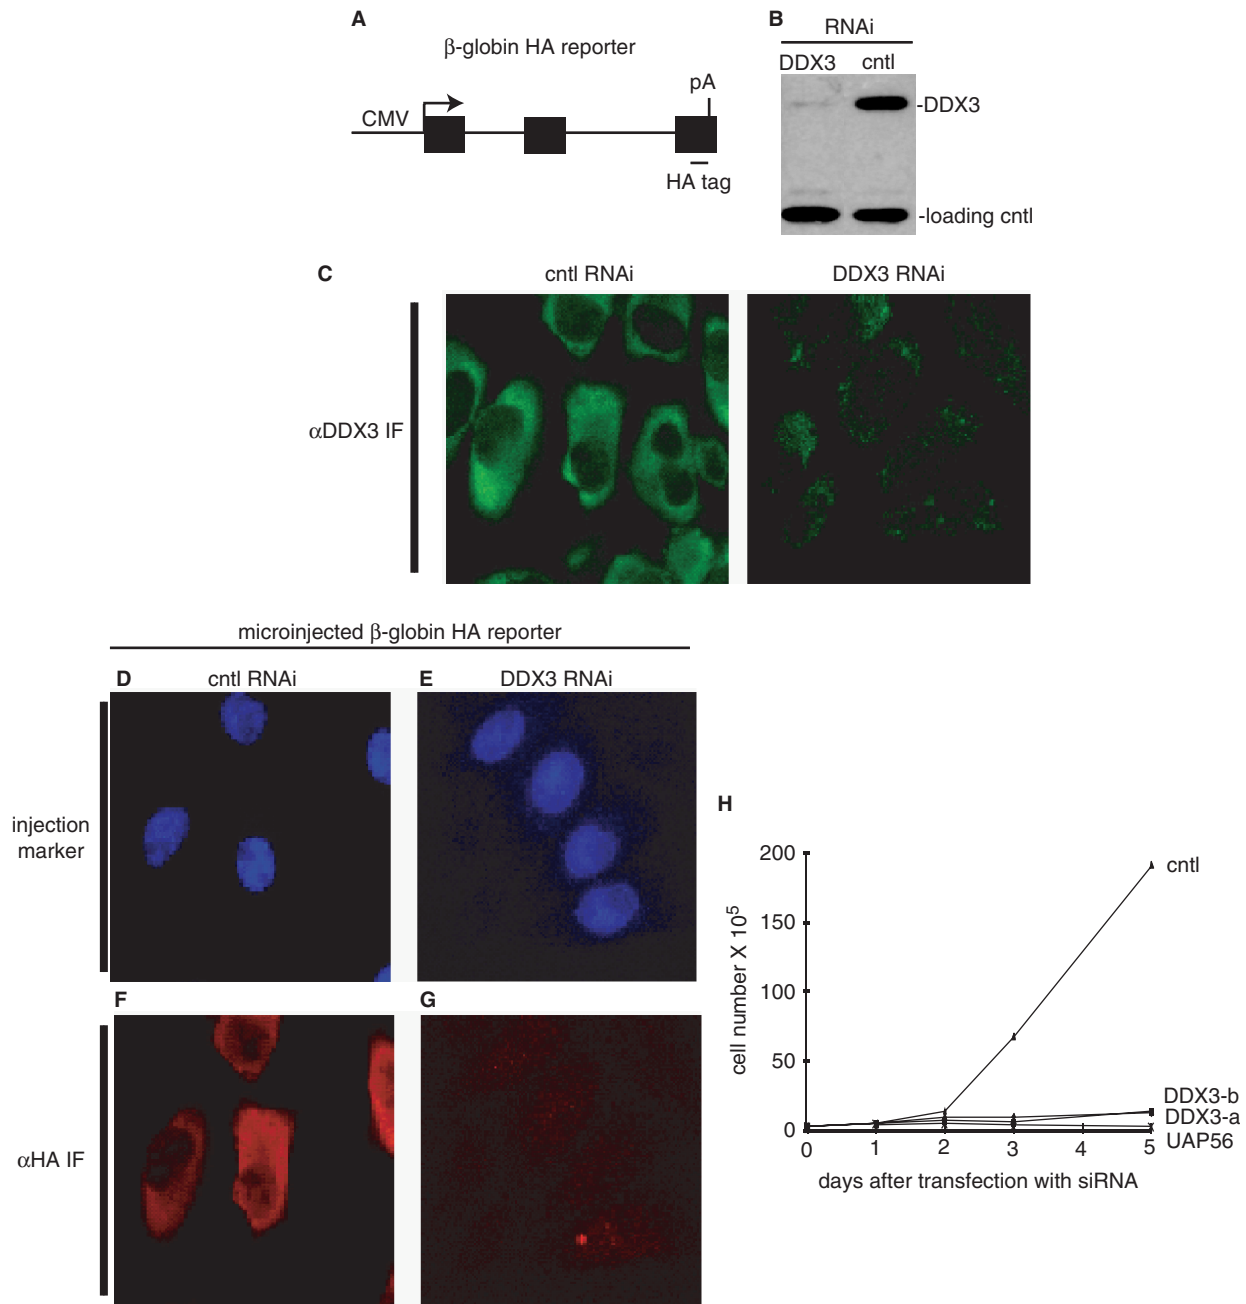 A
β-globin HA reporter
CMV
pA
HA tag
B
RNAi
DDX3 cntl
-DDX3
-loading cntl
C
cntl RNAi
DDX3 RNAi
αDDX3 IF
microinjected β-globin HA reporter
D
cntl RNAi
E
DDX3 RNAi
injection
marker
F
G
αHA IF
H
cell number X 10⁵
200
150
100
50
0
0 1 2 3 4 5
days after transfection with siRNA
cntl
DDX3-b
DDX3-a
UAP56